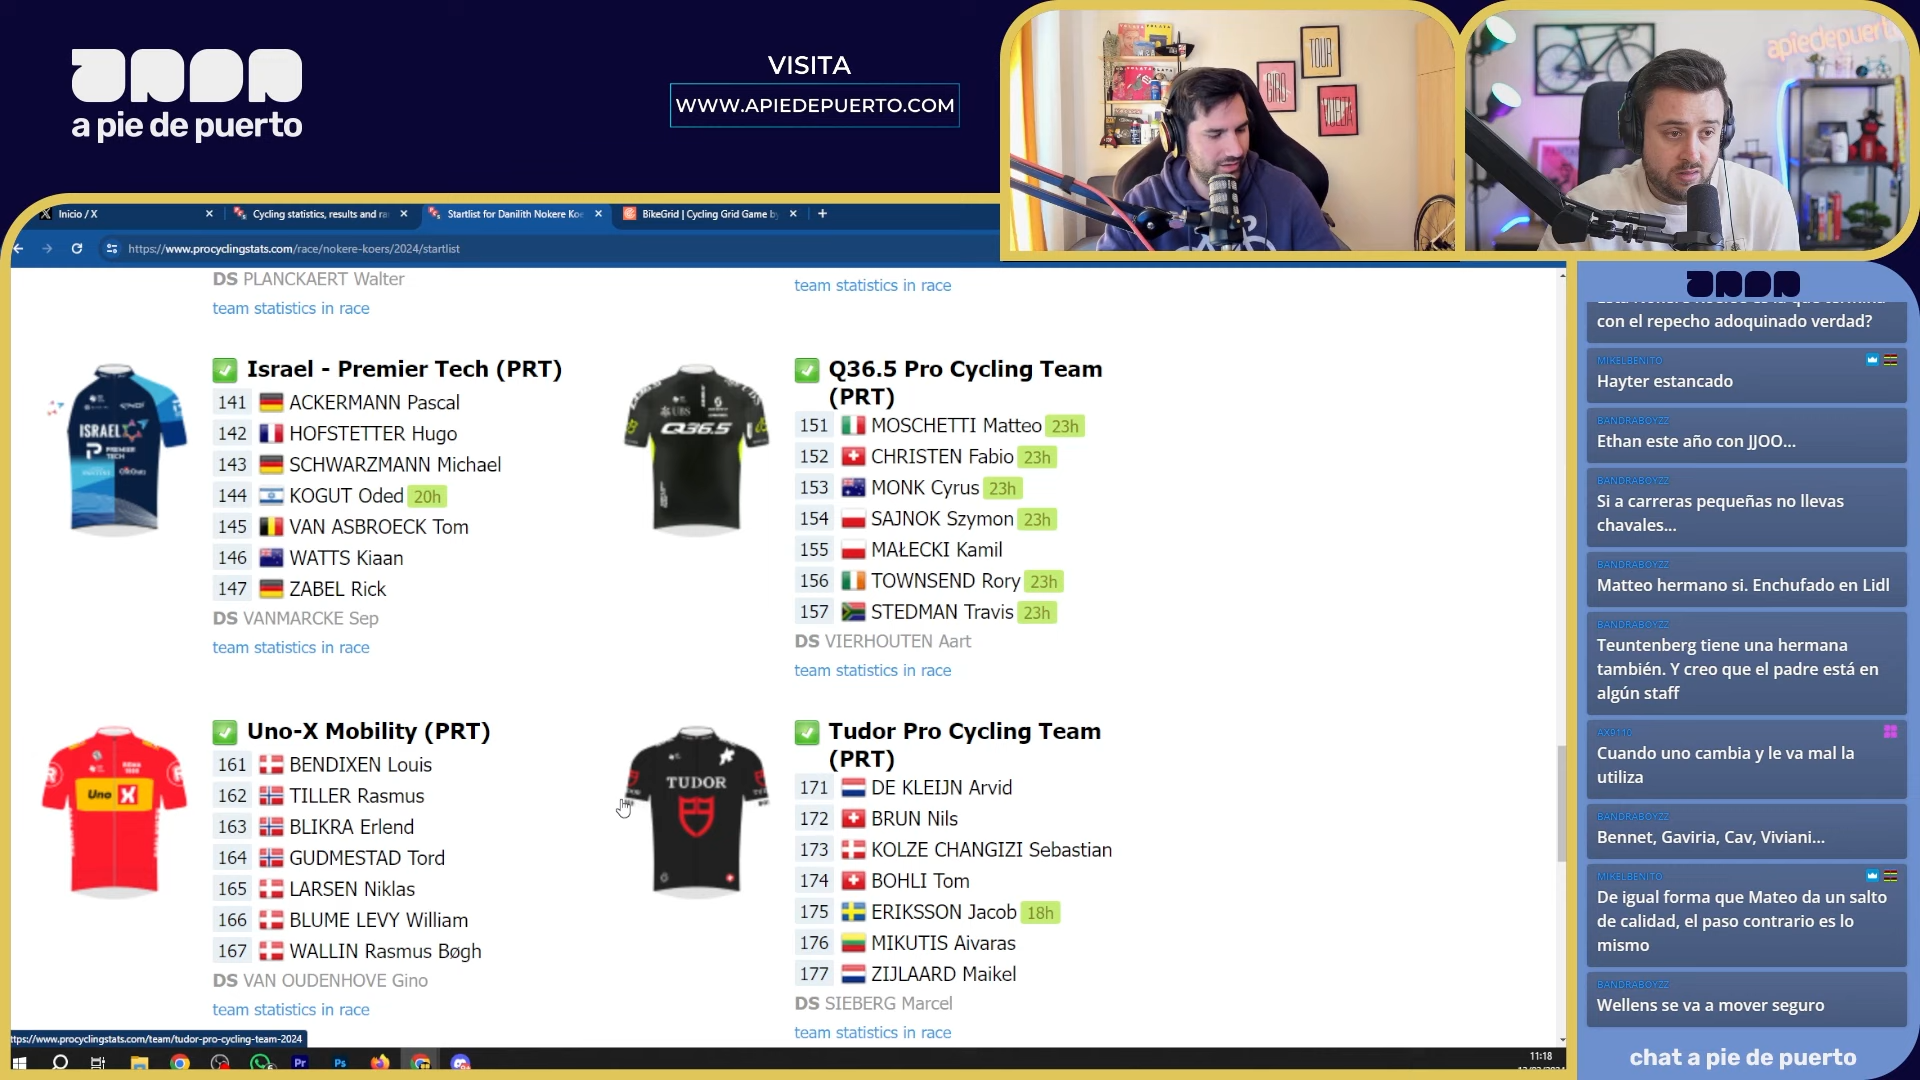 a pie de puerto
VISITA
WWW.APIEDEPUERTO.COM
TOUR
GIRO
VUELTA
apiedepuerto
Inicio / X
Cycling statistics, results and ra
Startlist for Danilith Nokere Koe
BikeGrid | Cycling Grid Game by
https://www.procyclingstats.com/race/nokere-koers/2024/startlist
DS PLANCKAERT Walter
team statistics in race
team statistics in race
Israel - Premier Tech (PRT)
141 ACKERMANN Pascal
142 HOFSTETTER Hugo
143 SCHWARZMANN Michael
144 KOGUT Oded 20h
145 VAN ASBROECK Tom
146 WATTS Kiaan
147 ZABEL Rick
DS VANMARCKE Sep
team statistics in race
ISRAEL
PREMIER
TECH
Q36.5 Pro Cycling Team
(PRT)
151 MOSCHETTI Matteo 23h
152 CHRISTEN Fabio 23h
153 MONK Cyrus 23h
154 SAJNOK Szymon 23h
155 MAŁECKI Kamil
156 TOWNSEND Rory 23h
157 STEDMAN Travis 23h
DS VIERHOUTEN Aart
team statistics in race
UBS
Q36.5
Uno-X Mobility (PRT)
161 BENDIXEN Louis
162 TILLER Rasmus
163 BLIKRA Erlend
164 GUDMESTAD Tord
165 LARSEN Niklas
166 BLUME LEVY William
167 WALLIN Rasmus Bøgh
DS VAN OUDENHOVE Gino
team statistics in race
Uno X
Tudor Pro Cycling Team
(PRT)
171 DE KLEIJN Arvid
172 BRUN Nils
173 KOLZE CHANGIZI Sebastian
174 BOHLI Tom
175 ERIKSSON Jacob 18h
176 MIKUTIS Aivaras
177 ZIJLAARD Maikel
DS SIEBERG Marcel
team statistics in race
TUDOR
ttps://www.procyclingstats.com/team/tudor-pro-cycling-team-2024
11:18
con el repecho adoquinado verdad?
MIKELBENITO
Hayter estancado
BANDRABOYZZ
Ethan este año con JJOO...
BANDRABOYZZ
Si a carreras pequeñas no llevas
chavales...
BANDRABOYZZ
Matteo hermano si. Enchufado en Lidl
BANDRABOYZZ
Teuntenberg tiene una hermana
también. Y creo que el padre está en
algún staff
AX9110
Cuando uno cambia y le va mal la
utiliza
BANDRABOYZZ
Bennet, Gaviria, Cav, Viviani...
MIKELBENITO
De igual forma que Mateo da un salto
de calidad, el paso contrario es lo
mismo
BANDRABOYZZ
Wellens se va a mover seguro
chat a pie de puerto